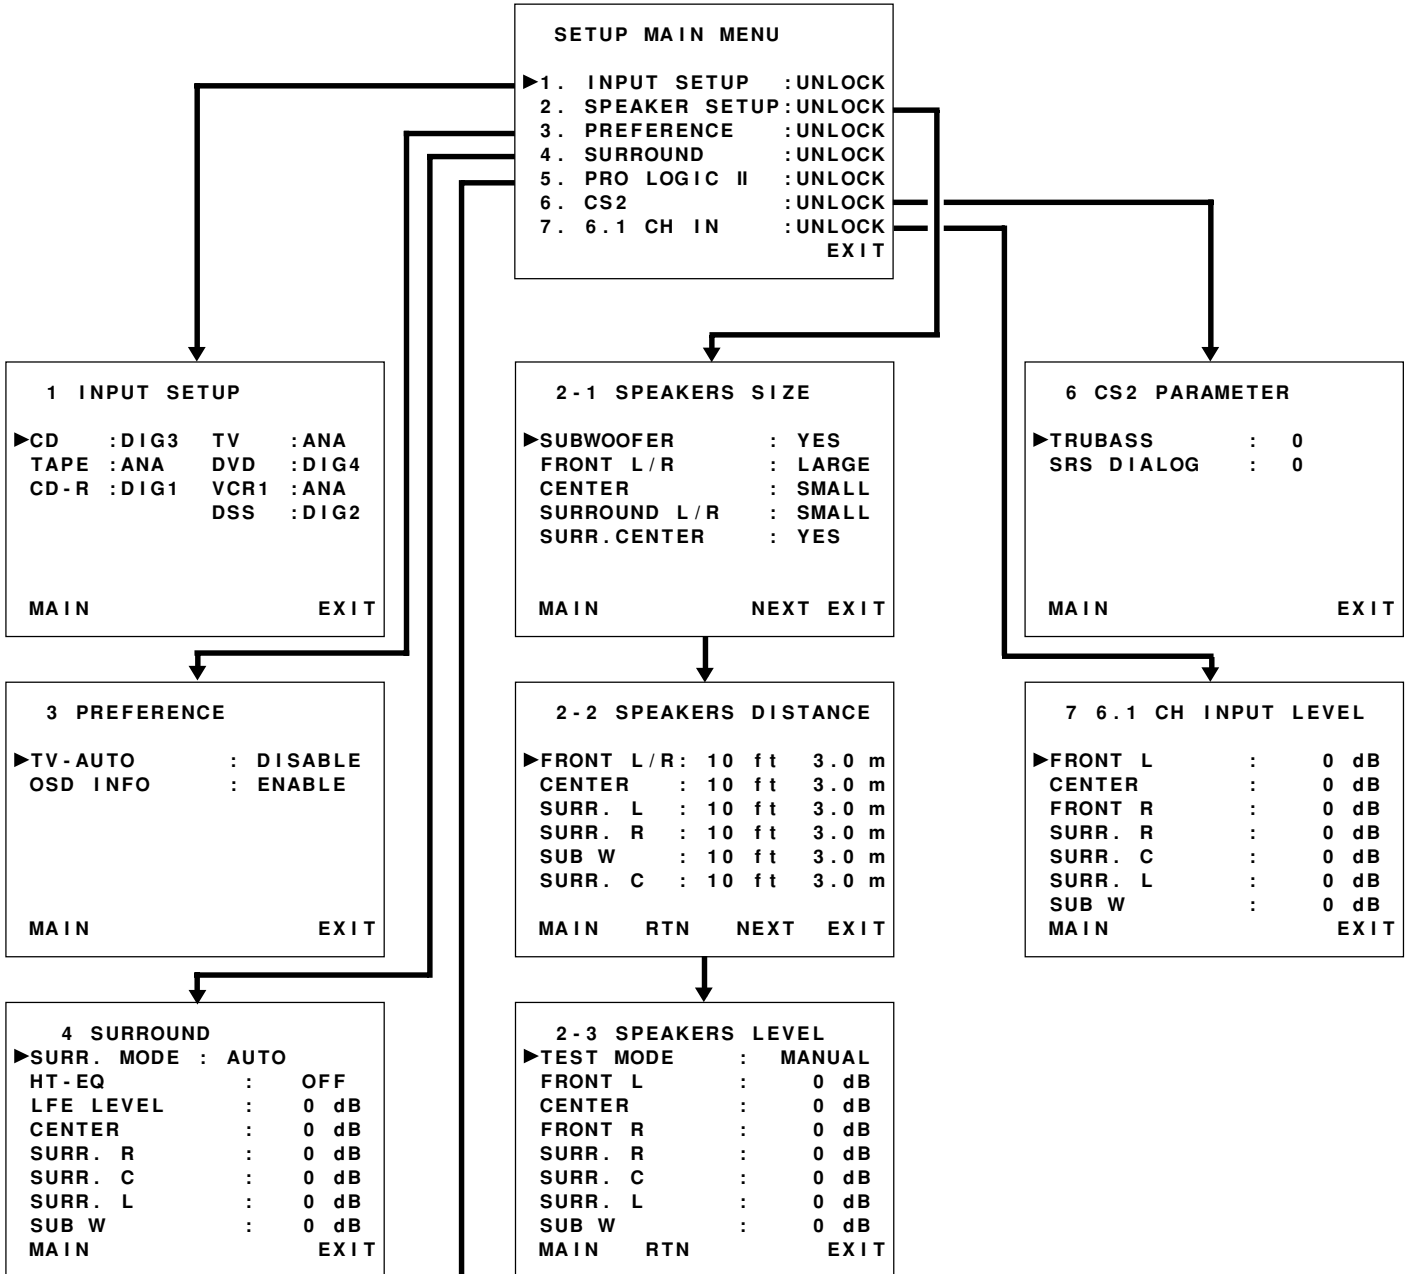 SETUP MAIN MENU
►1. INPUT SETUP :UNLOCK
2. SPEAKER SETUP:UNLOCK
3. PREFERENCE :UNLOCK
4. SURROUND :UNLOCK
5. PRO LOGIC II :UNLOCK
6. CS2 :UNLOCK
7. 6.1 CH IN :UNLOCK
EXIT
1 INPUT SETUP
►CD :DIG3 TV :ANA
TAPE :ANA DVD :DIG4
CD-R :DIG1 VCR1 :ANA
DSS :DIG2
MAIN EXIT
2-1 SPEAKERS SIZE
►SUBWOOFER : YES
FRONT L/R : LARGE
CENTER : SMALL
SURROUND L/R : SMALL
SURR.CENTER : YES
MAIN NEXT EXIT
6 CS2 PARAMETER
►TRUBASS : 0
SRS DIALOG : 0
MAIN EXIT
3 PREFERENCE
►TV-AUTO : DISABLE
OSD INFO : ENABLE
MAIN EXIT
2-2 SPEAKERS DISTANCE
►FRONT L/R: 10 ft 3.0 m
CENTER : 10 ft 3.0 m
SURR. L : 10 ft 3.0 m
SURR. R : 10 ft 3.0 m
SUB W : 10 ft 3.0 m
SURR. C : 10 ft 3.0 m
MAIN RTN NEXT EXIT
7 6.1 CH INPUT LEVEL
►FRONT L : 0 dB
CENTER : 0 dB
FRONT R : 0 dB
SURR. R : 0 dB
SURR. C : 0 dB
SURR. L : 0 dB
SUB W : 0 dB
MAIN EXIT
4 SURROUND
►SURR. MODE : AUTO
HT-EQ : OFF
LFE LEVEL : 0 dB
CENTER : 0 dB
SURR. R : 0 dB
SURR. C : 0 dB
SURR. L : 0 dB
SUB W : 0 dB
MAIN EXIT
2-3 SPEAKERS LEVEL
►TEST MODE : MANUAL
FRONT L : 0 dB
CENTER : 0 dB
FRONT R : 0 dB
SURR. R : 0 dB
SURR. C : 0 dB
SURR. L : 0 dB
SUB W : 0 dB
MAIN RTN EXIT